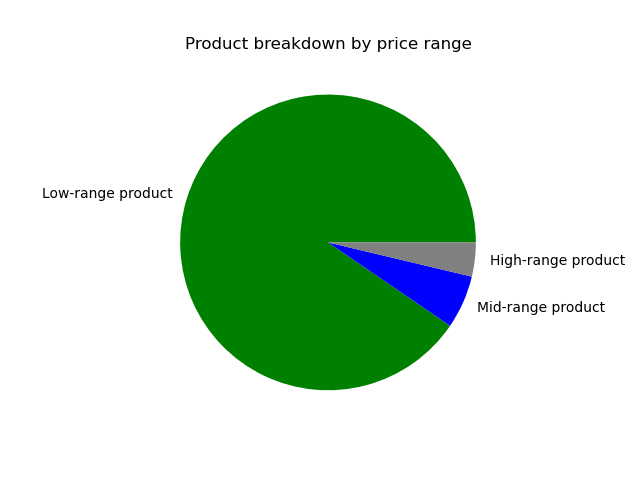 Product breakdown by price range
Low-range product
High-range product
Mid-range product